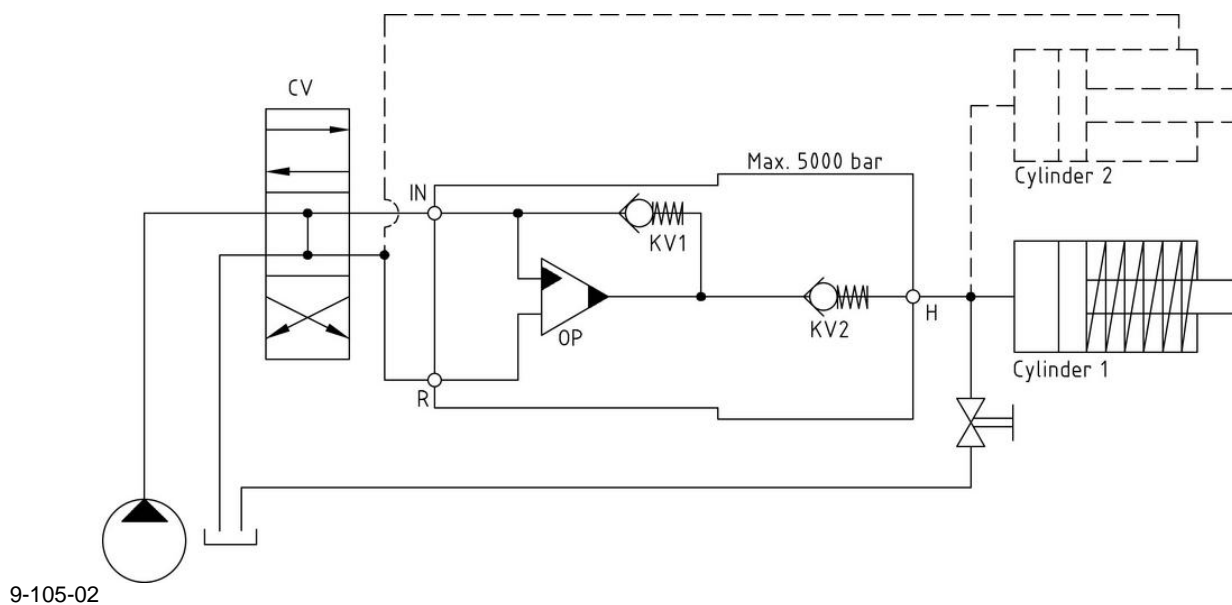 CV
Max. 5000 bar
Cylinder 2
IN
KV1
KV2
H
OP
R
Cylinder 1
9-105-02